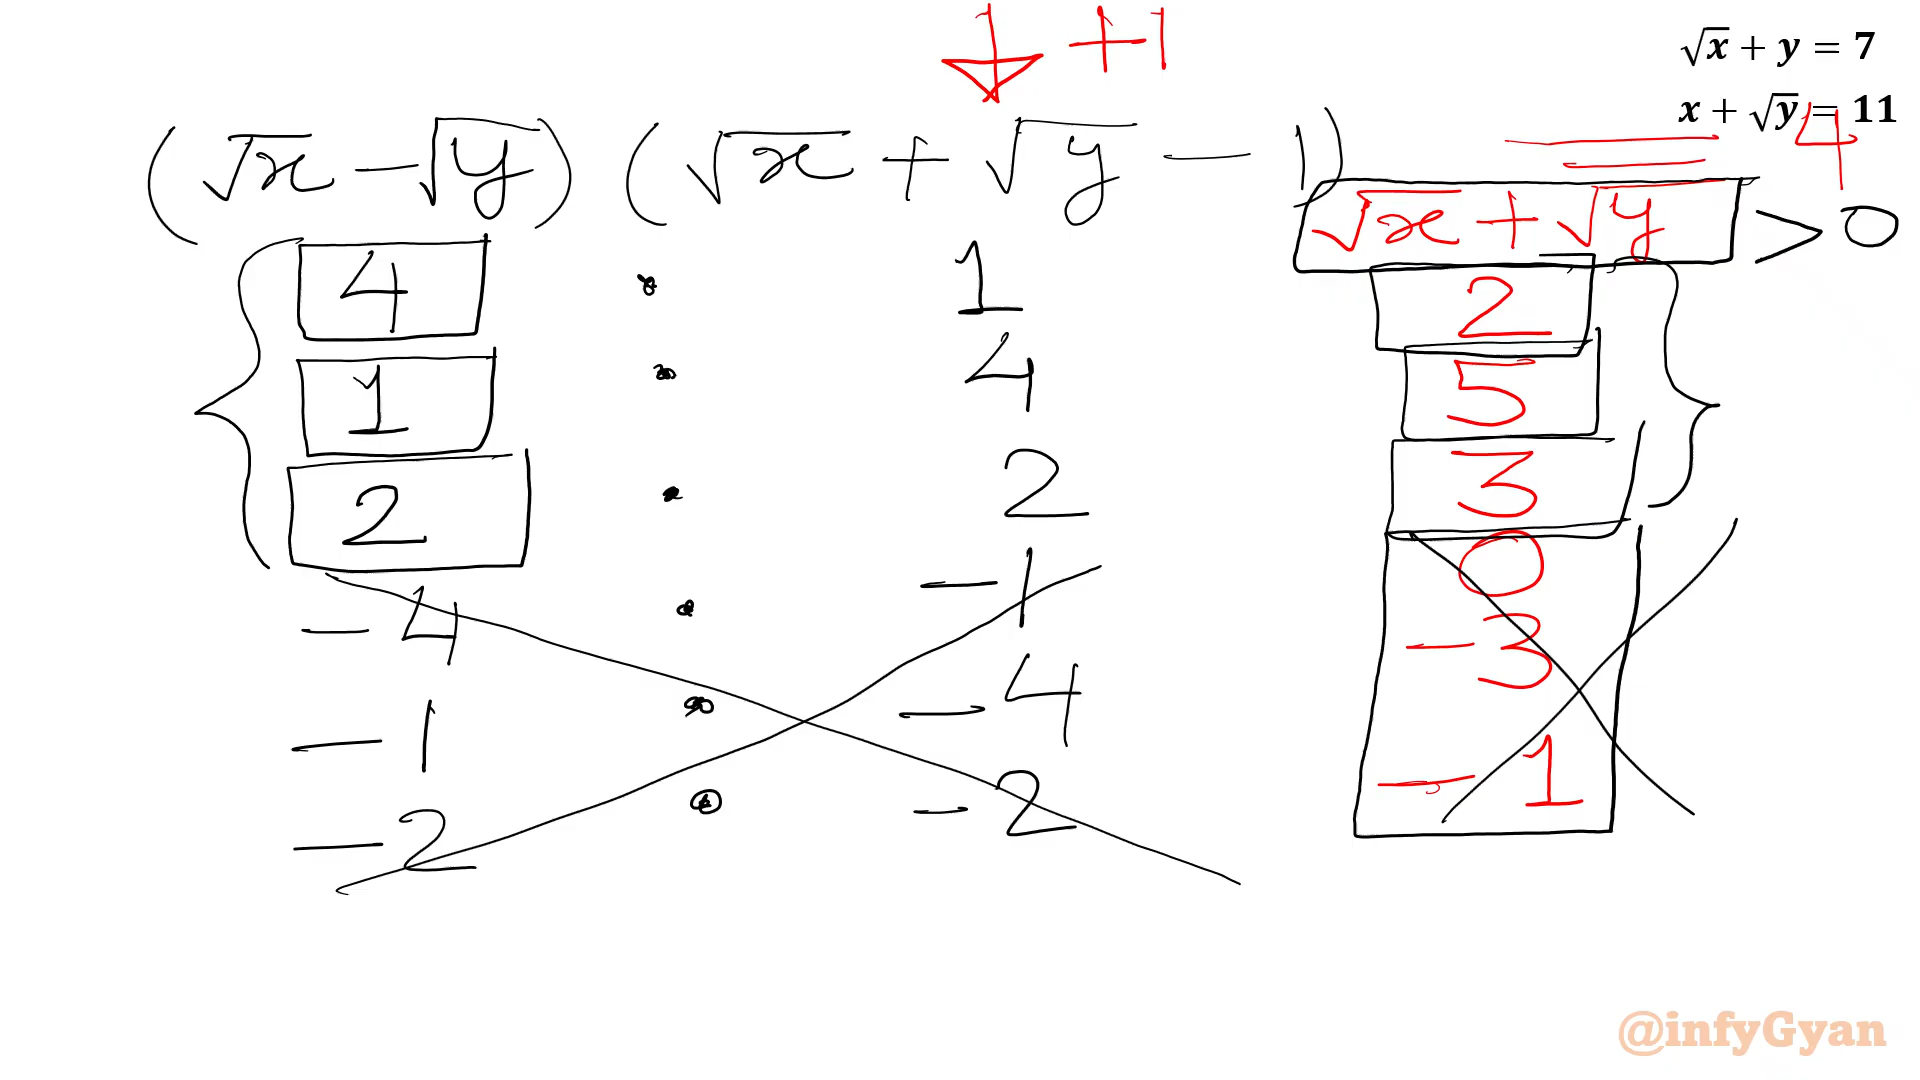 +1
√x + y = 7
x + √y = 11
4
(√x − √y) (√x + √y − 1)
√x + √y > 0
4 • 1 2
1 • 4 5
2 • 2 3
−4 • −1 0
−1 • −4 −3
−2 • −2 −1
@infyGyan